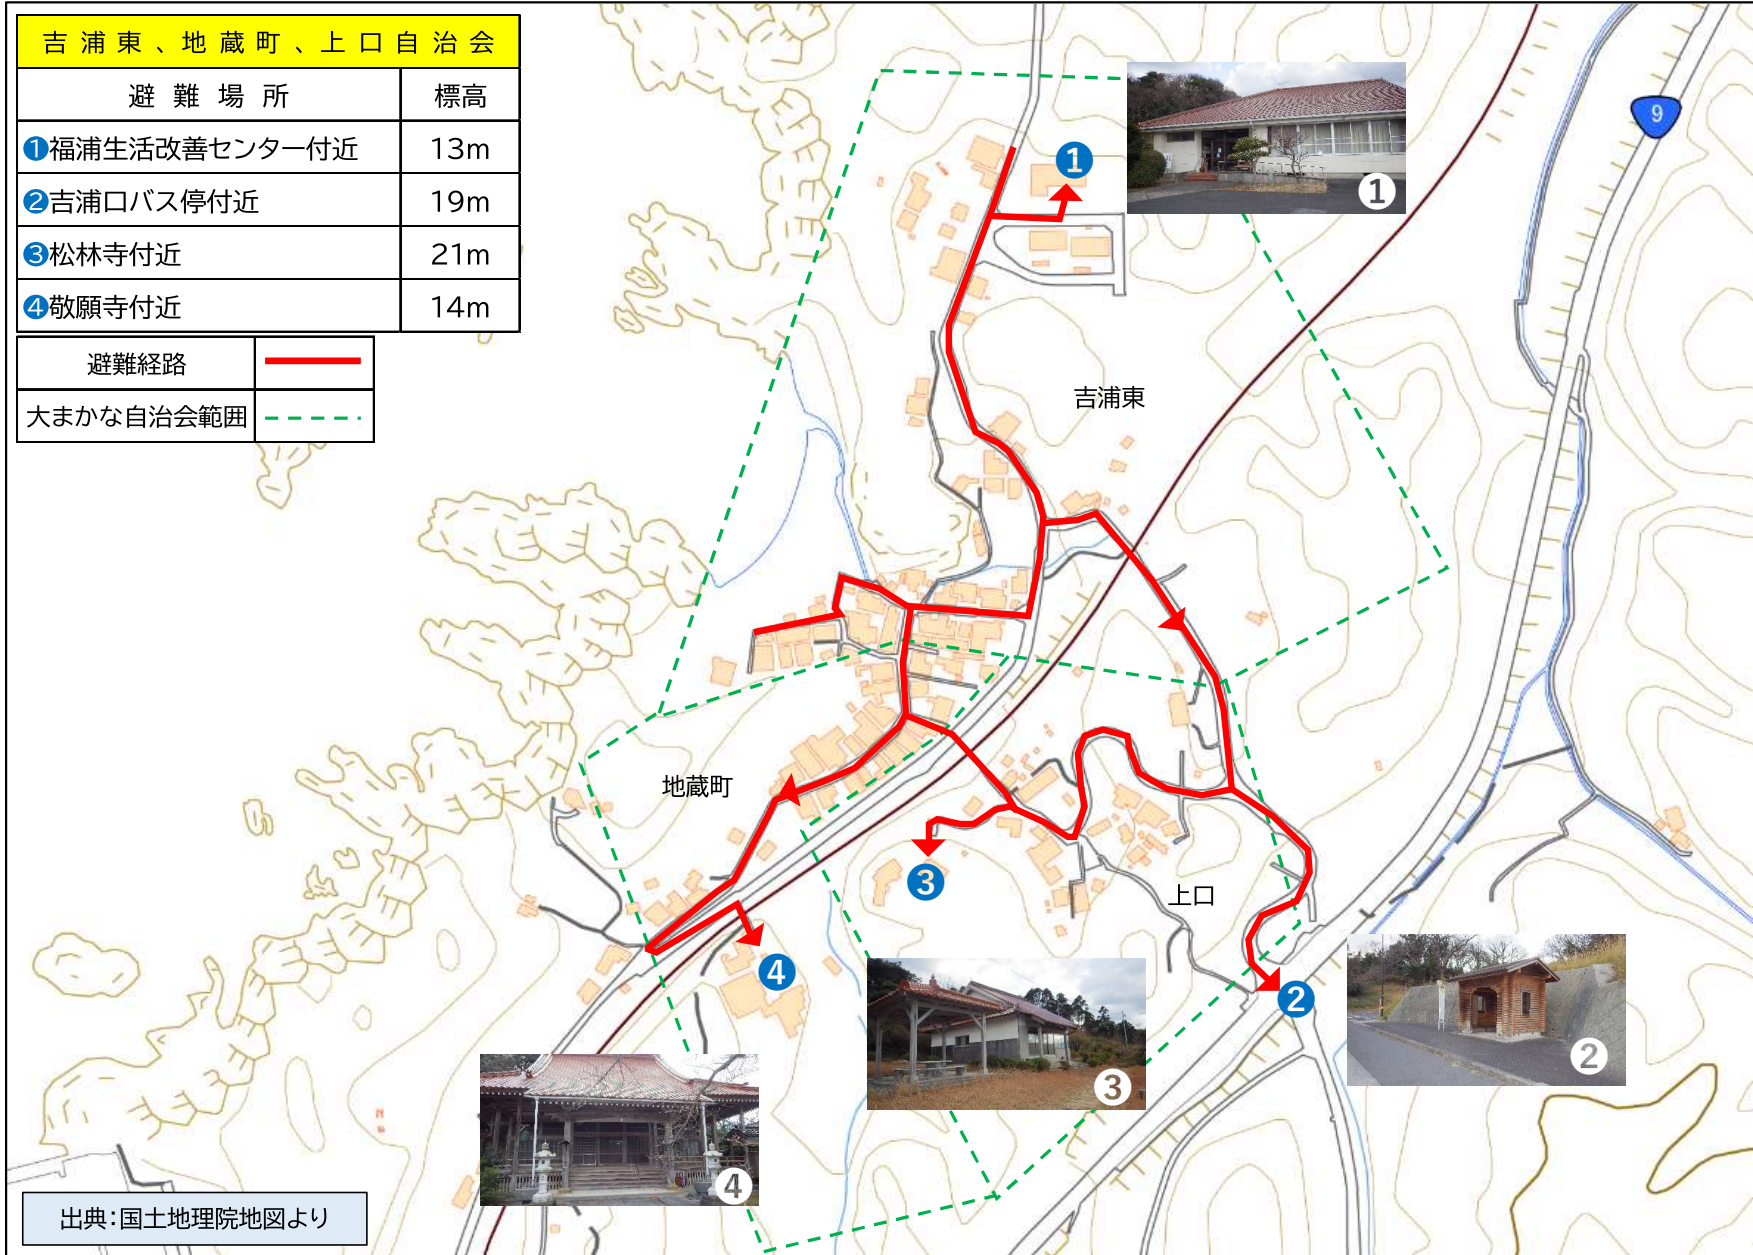 吉浦東、地蔵町、上口自治会
避難場所 標高
❶福浦生活改善センター付近 13m
❷吉浦口バス停付近 19m
❸松林寺付近 21m
❹敬願寺付近 14m
避難経路
大まかな自治会範囲
9
1
1
吉浦東
地蔵町
3
上口
4
2
2
3
4
出典:国土地理院地図より